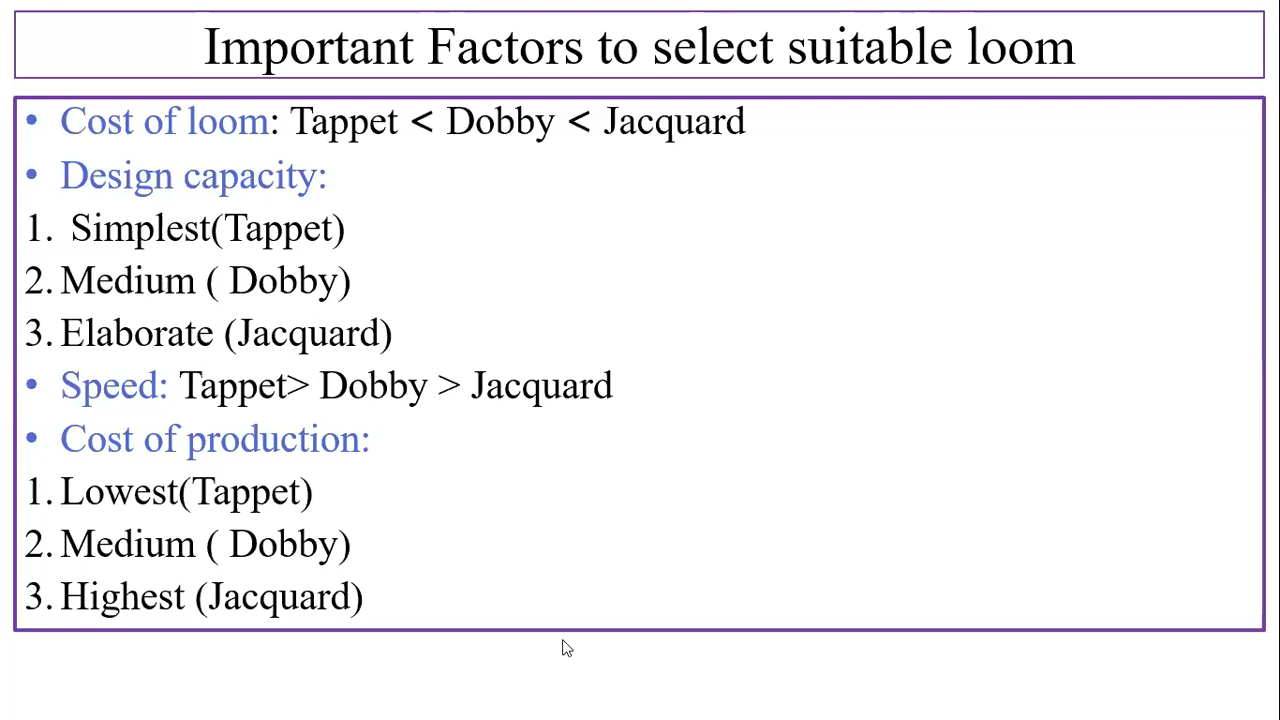 Important Factors to select suitable loom
• Cost of loom: Tappet < Dobby < Jacquard
• Design capacity:
1. Simplest(Tappet)
2. Medium ( Dobby)
3. Elaborate (Jacquard)
• Speed: Tappet> Dobby > Jacquard
• Cost of production:
1. Lowest(Tappet)
2. Medium ( Dobby)
3. Highest (Jacquard)